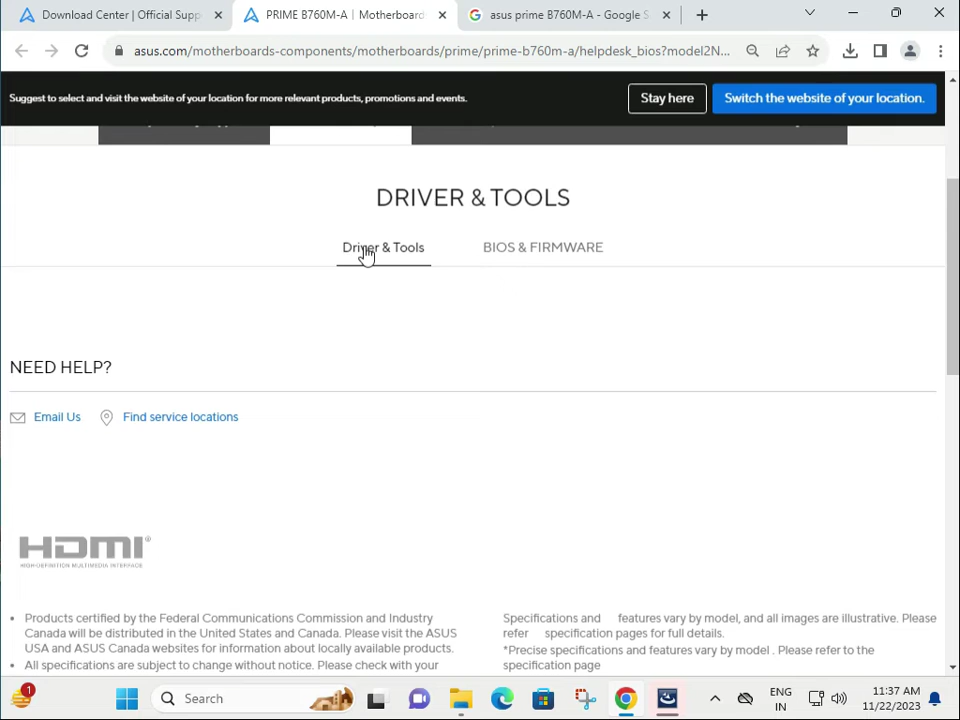 Download Center | Official Supp
PRIME B760M-A | Motherboard
asus prime B760M-A - Google S
asus.com/motherboards-components/motherboards/prime/prime-b760m-a/helpdesk_bios?model2N...
Suggest to select and visit the website of your location for more relevant products, promotions and events.
Stay here
Switch the website of your location.
DRIVER & TOOLS
Driver & Tools
BIOS & FIRMWARE
NEED HELP?
Email Us
Find service locations
HDMI®
HIGH-DEFINITION MULTIMEDIA INTERFACE
• Products certified by the Federal Communications Commission and Industry
Canada will be distributed in the United States and Canada. Please visit the ASUS
USA and ASUS Canada websites for information about locally available products.
• All specifications are subject to change without notice. Please check with your
Specifications and features vary by model, and all images are illustrative. Please
refer specification pages for full details.
*Precise specifications and features vary by model . Please refer to the
specification page
1
Search
ENG
IN
11:37 AM
11/22/2023